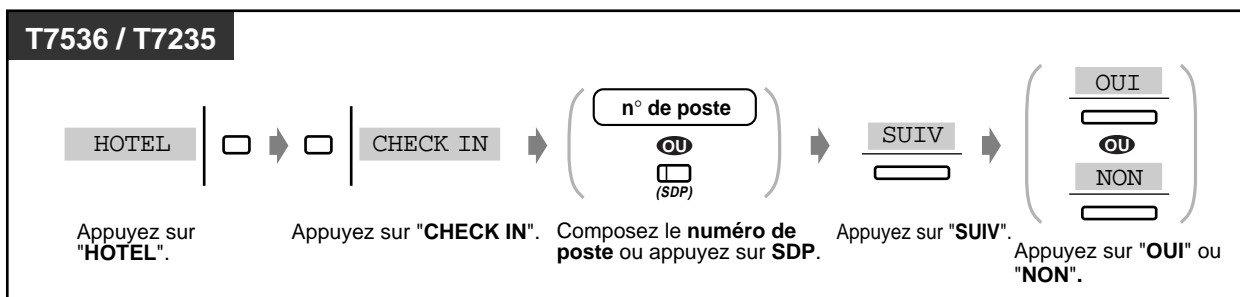 T7536 / T7235
HOTEL
CHECK IN
n° de poste
OU
(SDP)
SUIV
OUI
OU
NON
Appuyez sur
"HOTEL".
Appuyez sur "CHECK IN".
Composez le numéro de
poste ou appuyez sur SDP.
Appuyez sur "SUIV".
Appuyez sur "OUI" ou
"NON".